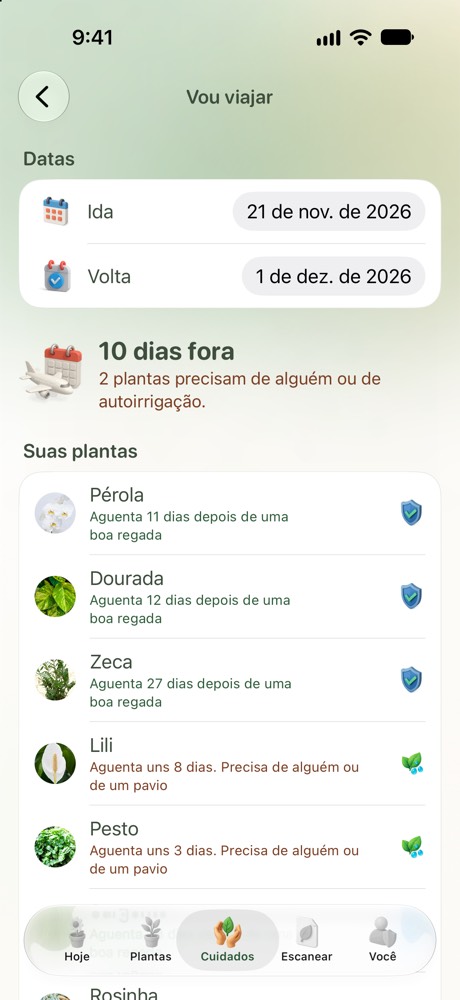 9:41
Vou viajar
Datas
Ida
21 de nov. de 2026
Volta
1 de dez. de 2026
10 dias fora
2 plantas precisam de alguém ou de
autoirrigação.
Suas plantas
Pérola
Aguenta 11 dias depois de uma
boa regada
Dourada
Aguenta 12 dias depois de uma
boa regada
Zeca
Aguenta 27 dias depois de uma
boa regada
Lili
Aguenta uns 8 dias. Precisa de alguém ou
de um pavio
Pesto
Aguenta uns 3 dias. Precisa de alguém ou
de um pavio
Hoje
Plantas
Cuidados
Escanear
Você
Rosinha